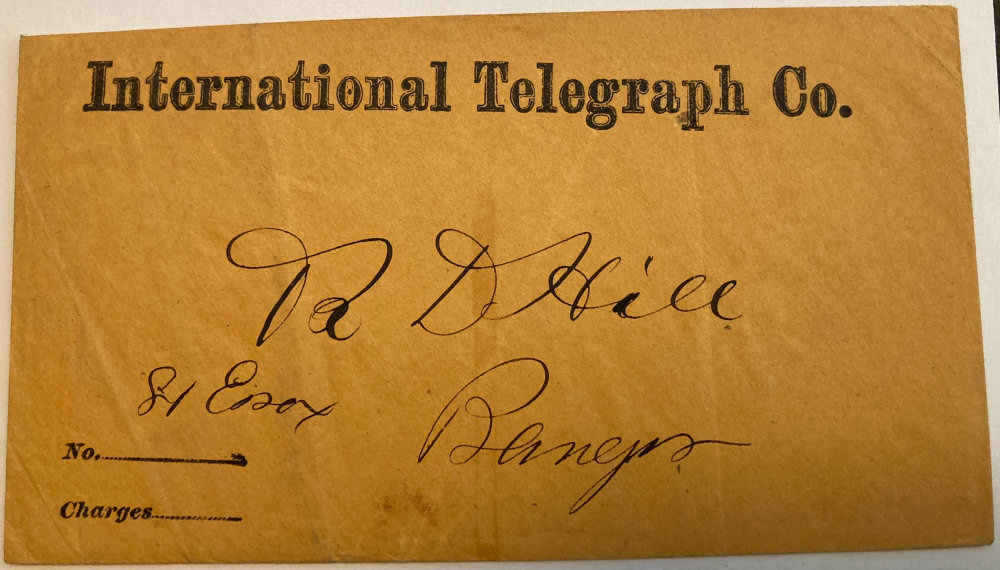 International Telegraph Co.
R D Hill
81 Essex
Bangor
No.
Charges